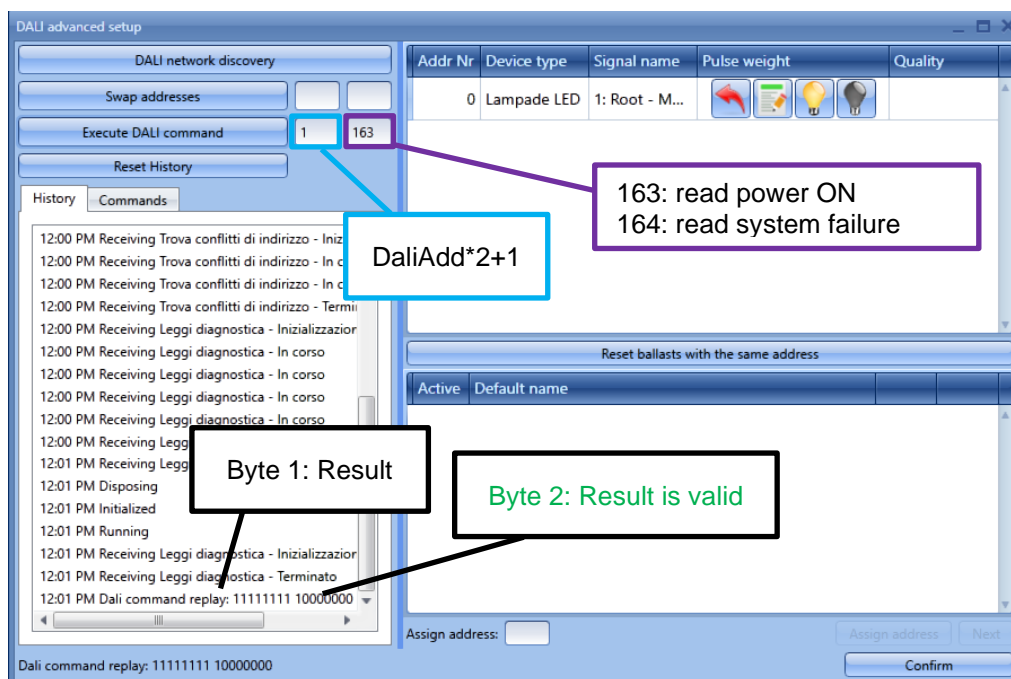 DALI advanced setup
DALI network discovery
Swap addresses
Execute DALI command
1
163
Reset History
History
Commands
12:00 PM Receiving Trova conflitti di indirizzo - Iniz
12:00 PM Receiving Trova conflitti di indirizzo - In c
12:00 PM Receiving Trova conflitti di indirizzo - In c
12:00 PM Receiving Trova conflitti di indirizzo - Termi
12:00 PM Receiving Leggi diagnostica - Inizializzazior
12:00 PM Receiving Leggi diagnostica - In corso
12:00 PM Receiving Leggi diagnostica - In corso
12:00 PM Receiving Leggi diagnostica - In corso
12:00 PM Receiving Leggi diagnostica - In corso
12:00 PM Receiving Legg
12:01 PM Receiving Legg
12:01 PM Disposing
12:01 PM Initialized
12:01 PM Running
12:01 PM Receiving Leggi diagnostica - Inizializzazior
12:01 PM Receiving Leggi diagnostica - Terminato
12:01 PM Dali command replay: 11111111 10000000
Dali command replay: 11111111 10000000
DaliAdd*2+1
Byte 1: Result
Byte 2: Result is valid
Addr Nr Device type Signal name Pulse weight Quality
0 Lampade LED 1: Root - M...
163: read power ON
164: read system failure
Reset ballasts with the same address
Active Default name
Assign address:
Assign address
Next
Confirm